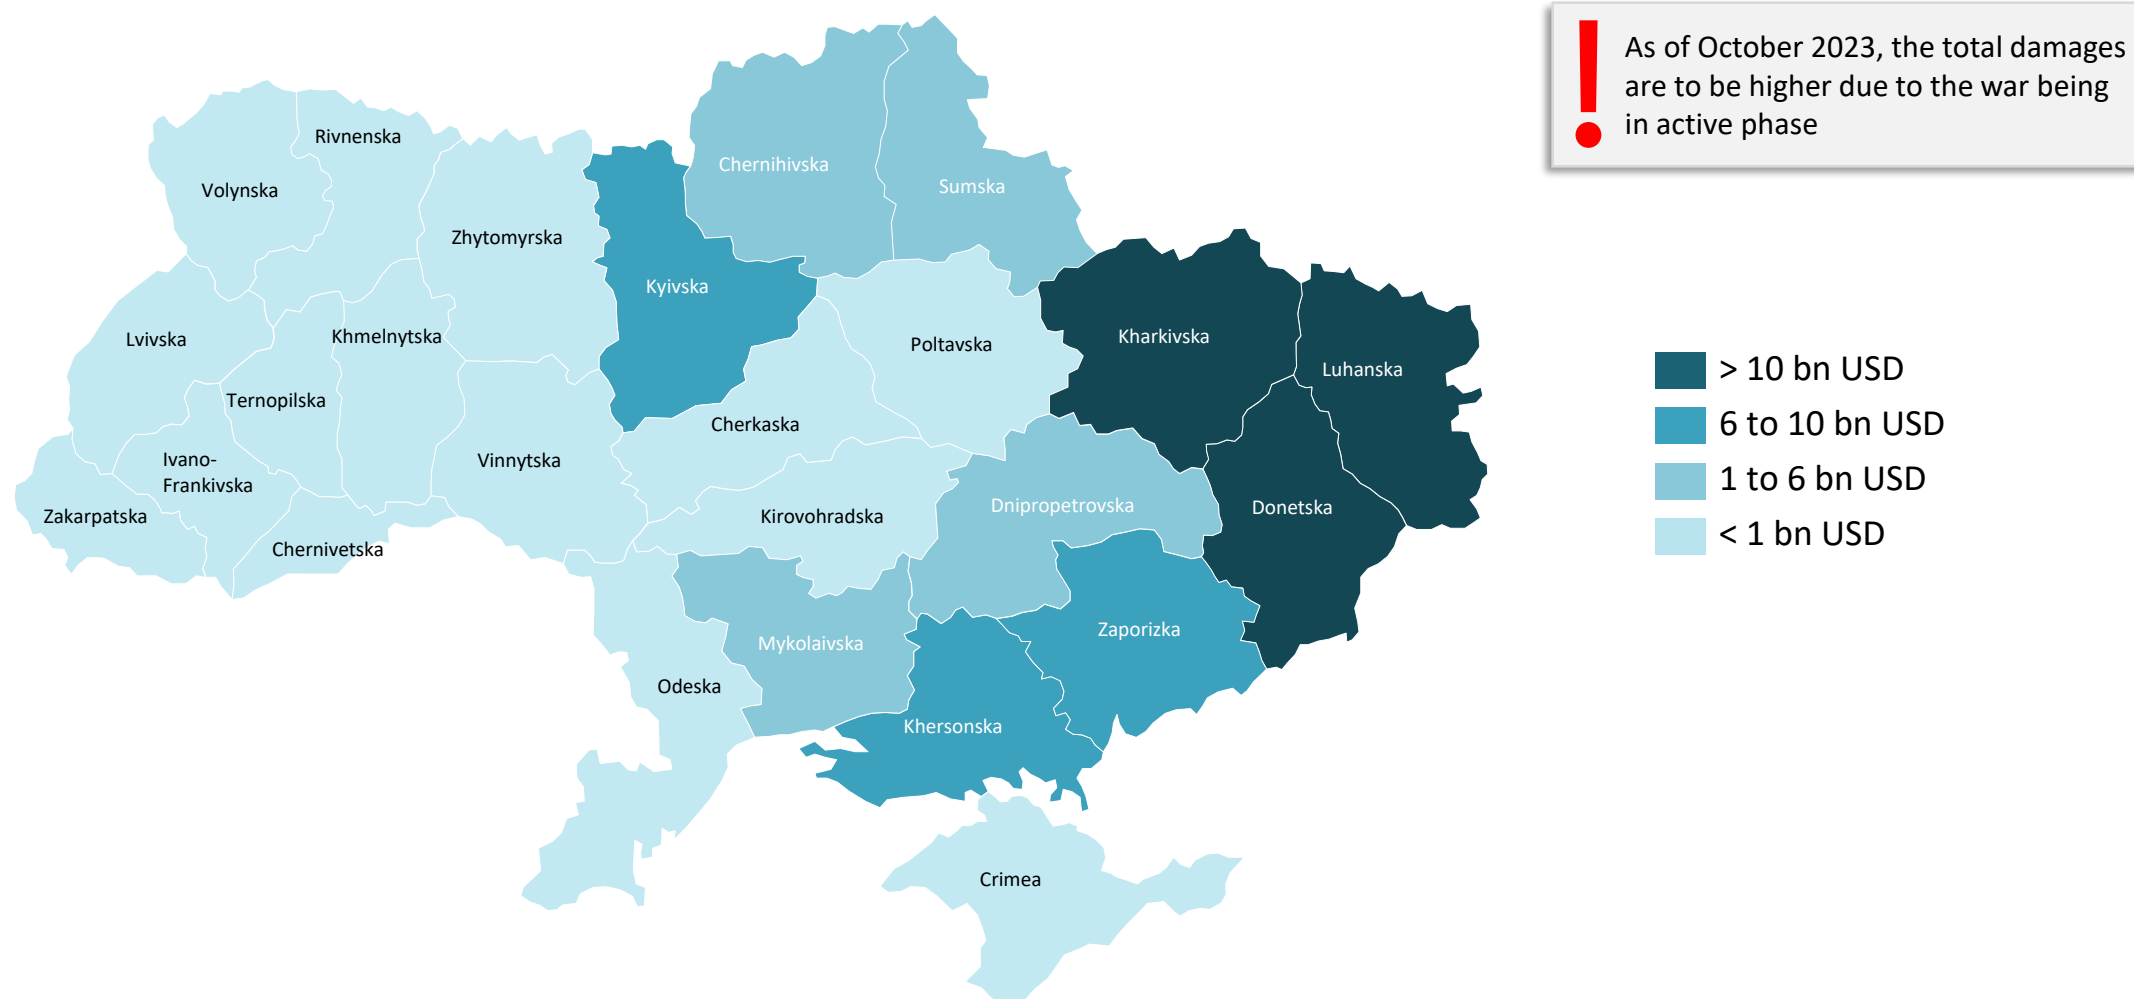 As of October 2023, the total damages
are to be higher due to the war being
in active phase
Rivnenska
Volynska
Chernihivska
Sumska
Zhytomyrska
Kyivska
Lvivska
Khmelnytska
Poltavska
Kharkivska
Luhanska
Ternopilska
Cherkaska
Ivano-
Frankivska
Vinnytska
Zakarpatska
Kirovohradska
Dnipropetrovska
Donetska
Chernivetska
Mykolaivska
Zaporizka
Odeska
Khersonska
Crimea
> 10 bn USD
6 to 10 bn USD
1 to 6 bn USD
< 1 bn USD